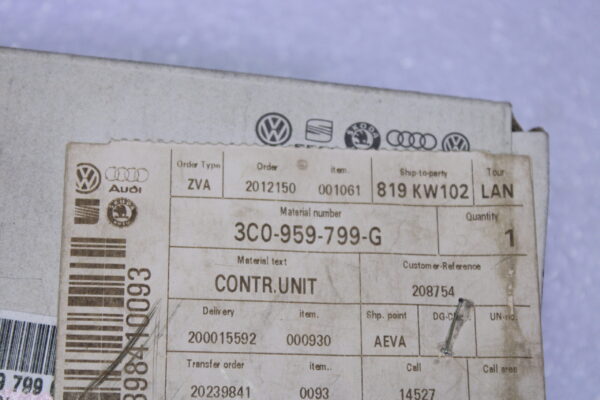 Audi
Order Type Order item. Ship-to-party Tour
ZVA 2012150 001061 819 KW102 LAN
Material number Quantity
3C0-959-799-G 1
Material text Customer-Reference
CONTR.UNIT 208754
Delivery item. Shp. point UN-no.
200015592 000930 AEVA
Transfer order item.. Call Call area
20239841 0093 14527
398410093
9 799